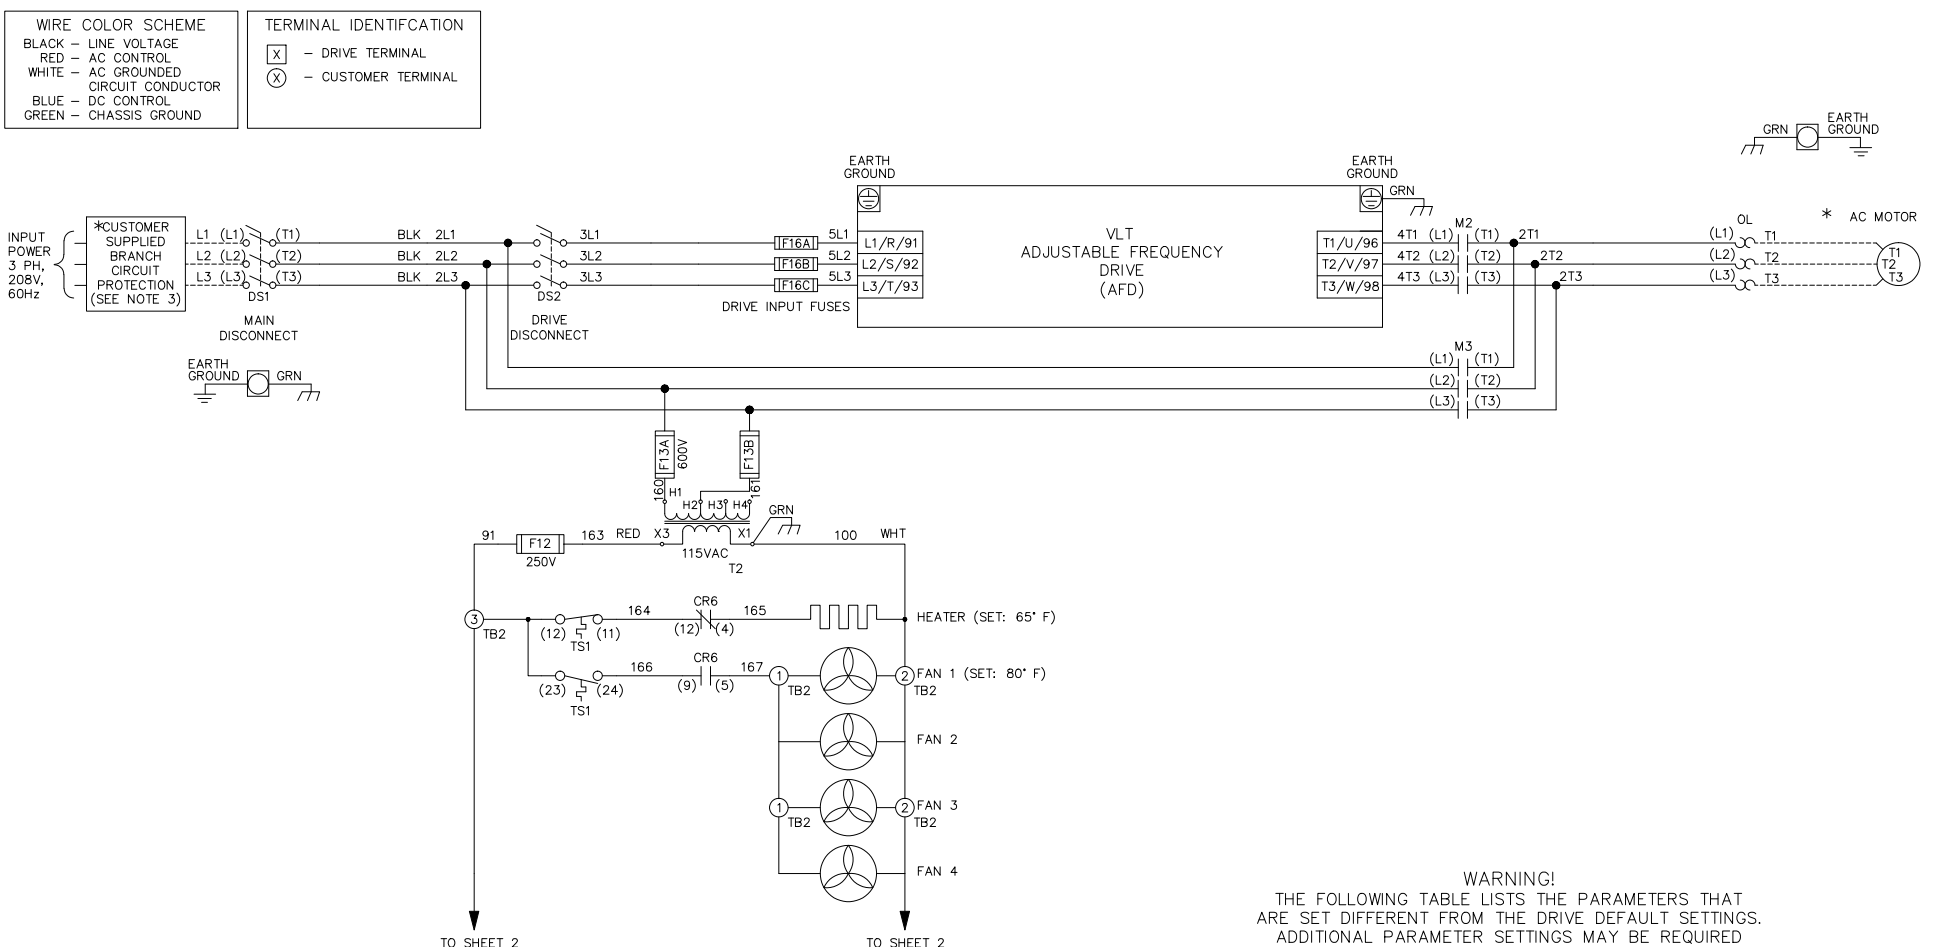 WIRE COLOR SCHEME
BLACK – LINE VOLTAGE
RED – AC CONTROL
WHITE – AC GROUNDED
CIRCUIT CONDUCTOR
BLUE – DC CONTROL
GREEN – CHASSIS GROUND
TERMINAL IDENTIFCATION
X – DRIVE TERMINAL
X – CUSTOMER TERMINAL
GRN
EARTH
GROUND
INPUT
POWER
3 PH,
208V,
60Hz
*CUSTOMER
SUPPLIED
BRANCH
CIRCUIT
PROTECTION
(SEE NOTE 3)
L1 (L1) (T1)
L2 (L2) (T2)
L3 (L3) (T3)
DS1
MAIN
DISCONNECT
BLK 2L1
BLK 2L2
BLK 2L3
3L1
3L2
3L3
DS2
DRIVE
DISCONNECT
F16A 5L1
F16B 5L2
F16C 5L3
DRIVE INPUT FUSES
EARTH
GROUND
L1/R/91
L2/S/92
L3/T/93
VLT
ADJUSTABLE FREQUENCY
DRIVE
(AFD)
EARTH
GROUND
GRN
T1/U/96
T2/V/97
T3/W/98
M2
4T1 (L1) (T1) 2T1
4T2 (L2) (T2) 2T2
4T3 (L3) (T3) 2T3
OL
(L1) T1
(L2) T2
(L3) T3
* AC MOTOR
T1
T2
T3
M3
(L1) (T1)
(L2) (T2)
(L3) (T3)
EARTH
GROUND
GRN
F13A
600V
F13B
160
161
H1
H2 H3 H4
GRN
91 F12 163 RED X3 X1 100 WHT
250V
115VAC
T2
3
TB2
(12) (11)
TS1
164
CR6
(12) (4)
165
HEATER (SET: 65° F)
(23) (24)
TS1
166
CR6
(9) (5)
167
1
TB2
2
TB2
FAN 1 (SET: 80° F)
FAN 2
1
TB2
2
TB2
FAN 3
FAN 4
TO SHEET 2
TO SHEET 2
WARNING!
THE FOLLOWING TABLE LISTS THE PARAMETERS THAT
ARE SET DIFFERENT FROM THE DRIVE DEFAULT SETTINGS.
ADDITIONAL PARAMETER SETTINGS MAY BE REQUIRED